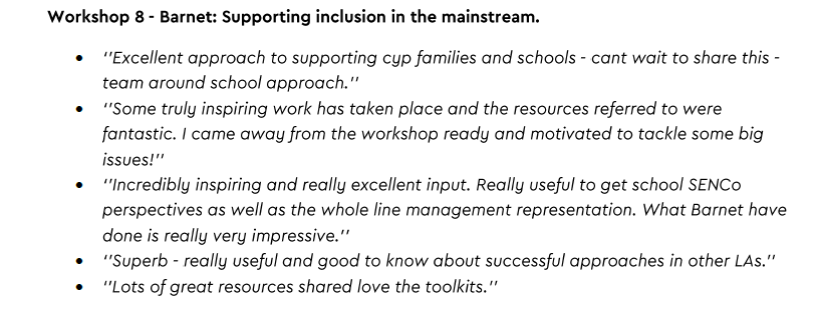 Workshop 8 - Barnet: Supporting inclusion in the mainstream.
• ''Excellent approach to supporting cyp families and schools - cant wait to share this -
team around school approach.''
• ''Some truly inspiring work has taken place and the resources referred to were
fantastic. I came away from the workshop ready and motivated to tackle some big
issues!''
• ''Incredibly inspiring and really excellent input. Really useful to get school SENCo
perspectives as well as the whole line management representation. What Barnet have
done is really very impressive.''
• ''Superb - really useful and good to know about successful approaches in other LAs.''
• ''Lots of great resources shared love the toolkits.''